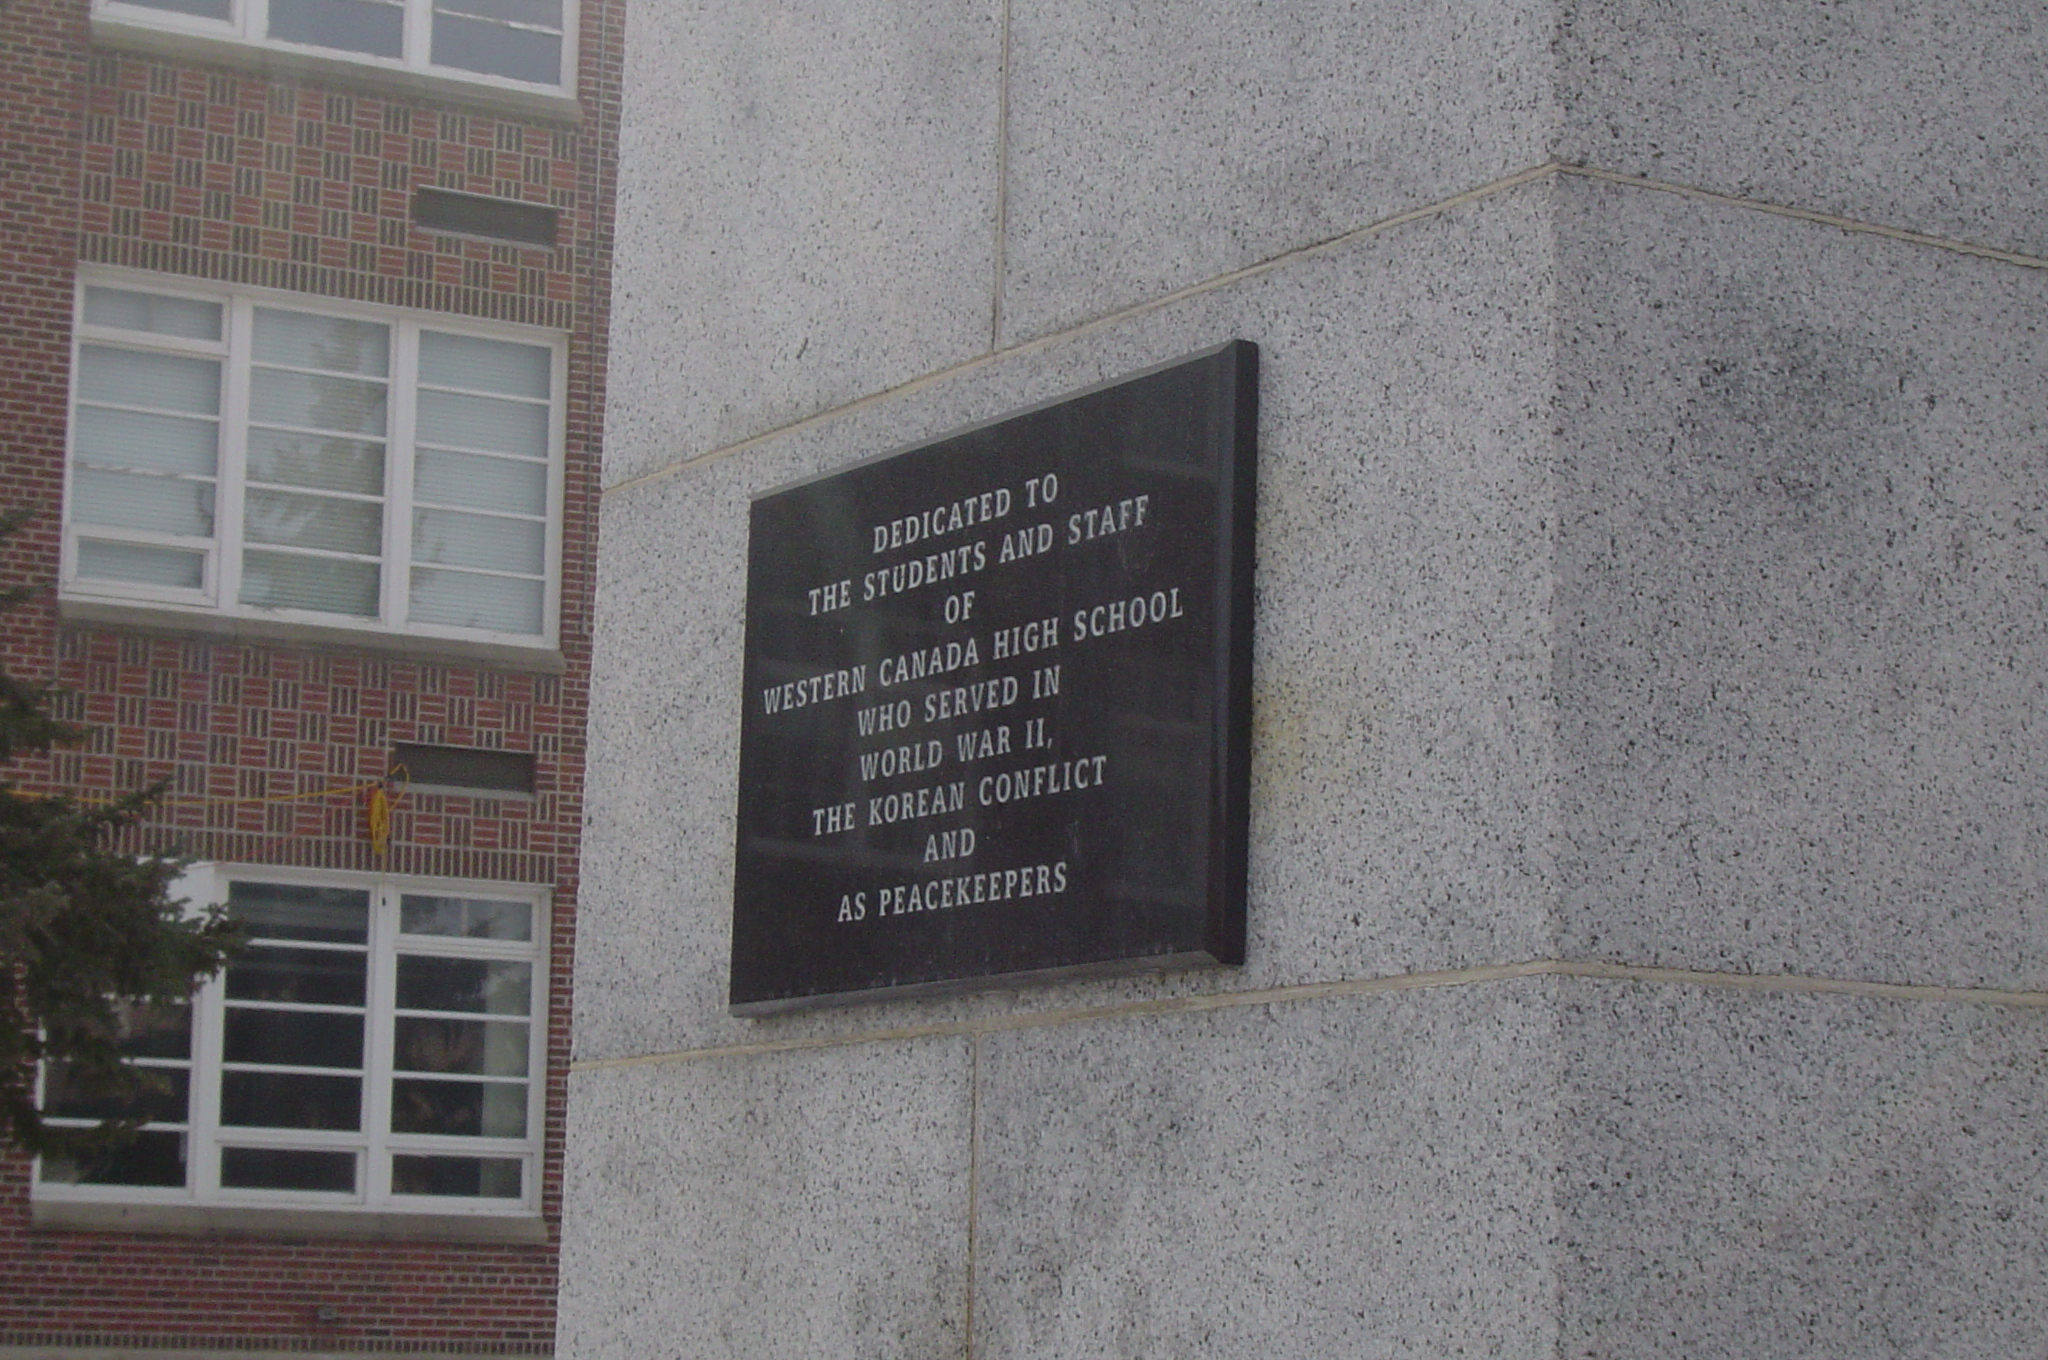 DEDICATED TO
THE STUDENTS AND STAFF
OF
WESTERN CANADA HIGH SCHOOL
WHO SERVED IN
WORLD WAR II,
THE KOREAN CONFLICT
AND
AS PEACEKEEPERS